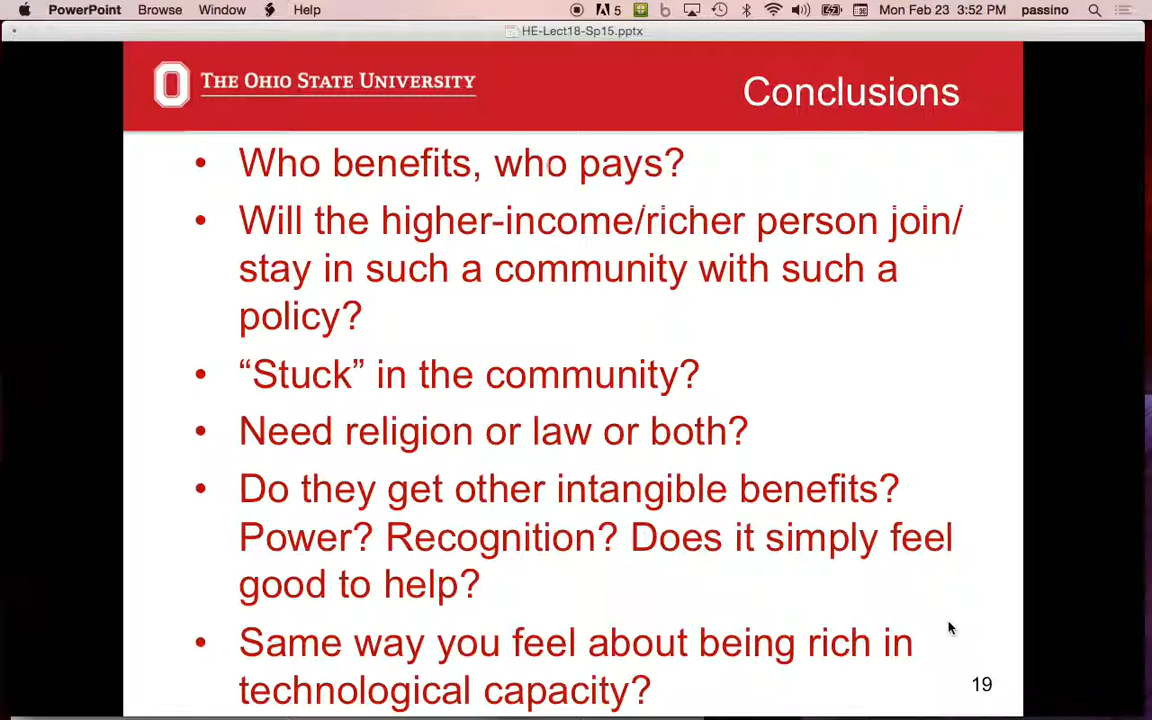 PowerPoint Browse Window Help 5 Mon Feb 23 3:52 PM passino
HE-Lect18-Sp15.pptx
THE OHIO STATE UNIVERSITY
Conclusions
• Who benefits, who pays?
• Will the higher-income/richer person join/
stay in such a community with such a
policy?
• “Stuck” in the community?
• Need religion or law or both?
• Do they get other intangible benefits?
Power? Recognition? Does it simply feel
good to help?
• Same way you feel about being rich in
technological capacity?
19